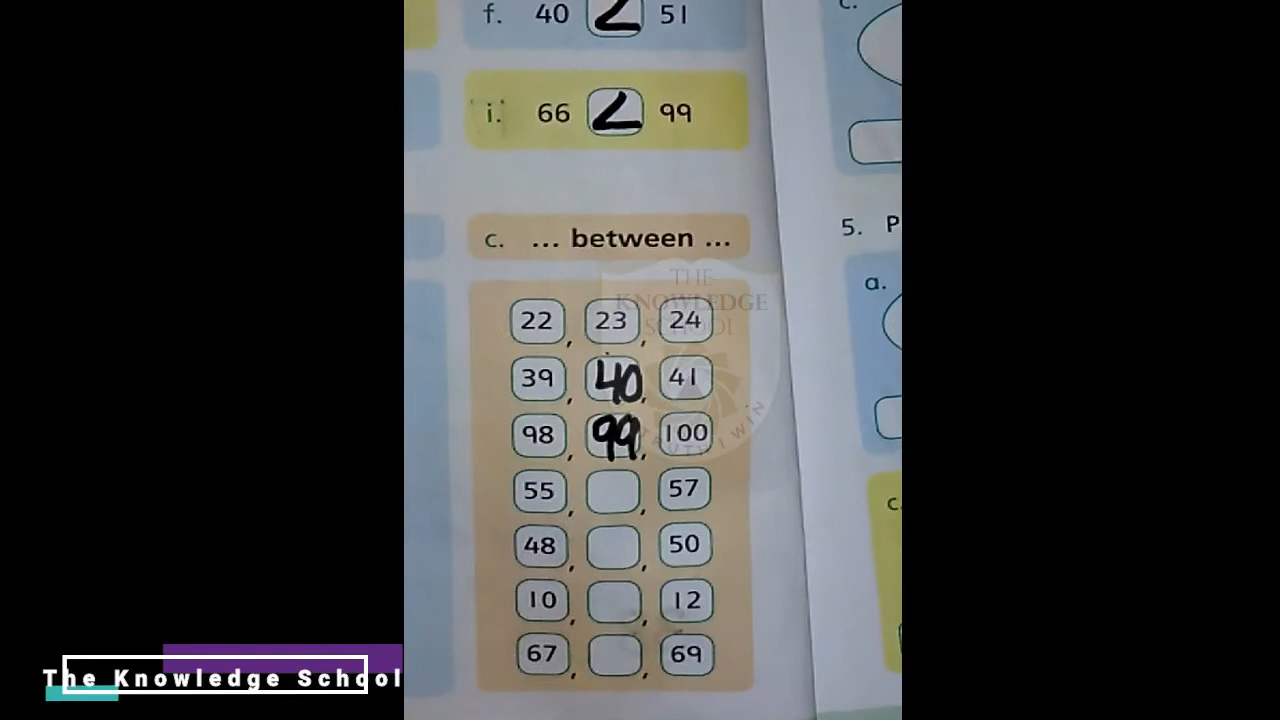 f. 40 < 51
i. 66 < 99
c. ... between ...
22, 23, 24
39, 40, 41
98, 99, 100
55, , 57
48, , 50
10, , 12
67, , 69
c.
5. P
a.
c.
THE
KNOWLEDGE
SCHOOL
The Knowledge School